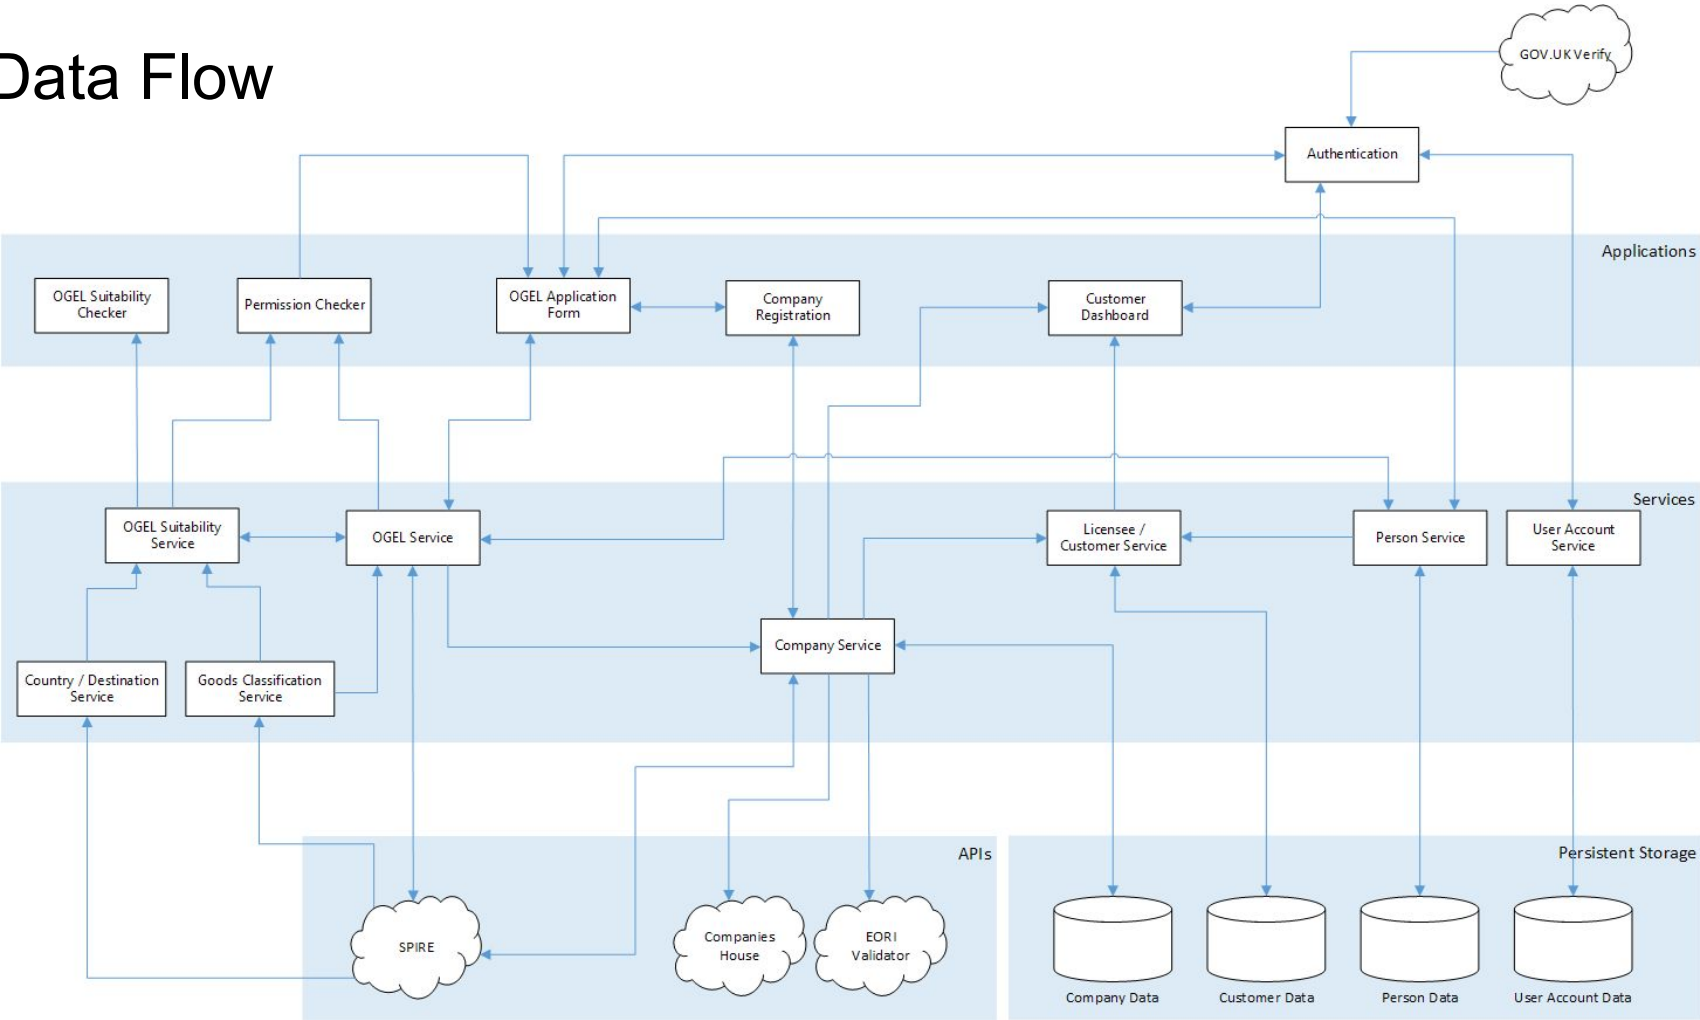 Data Flow
GOV.UK Verify
Authentication
Applications
OGEL Suitability
Checker
Permission Checker
OGEL Application
Form
Company
Registration
Customer
Dashboard
Services
OGEL Suitability
Service
OGEL Service
Licensee /
Customer Service
Person Service
User Account
Service
Company Service
Country / Destination
Service
Goods Classification
Service
APIs
Persistent Storage
SPIRE
Companies
House
EORI
Validator
Company Data
Customer Data
Person Data
User Account Data